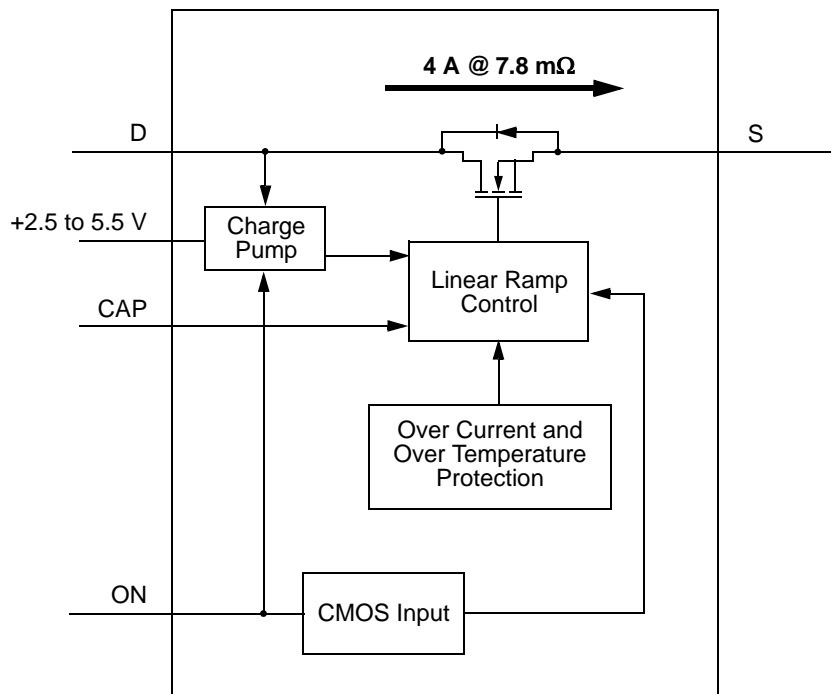 4 A @ 7.8 mΩ
D
S
+2.5 to 5.5 V
Charge
Pump
Linear Ramp
Control
CAP
Over Current and
Over Temperature
Protection
ON
CMOS Input